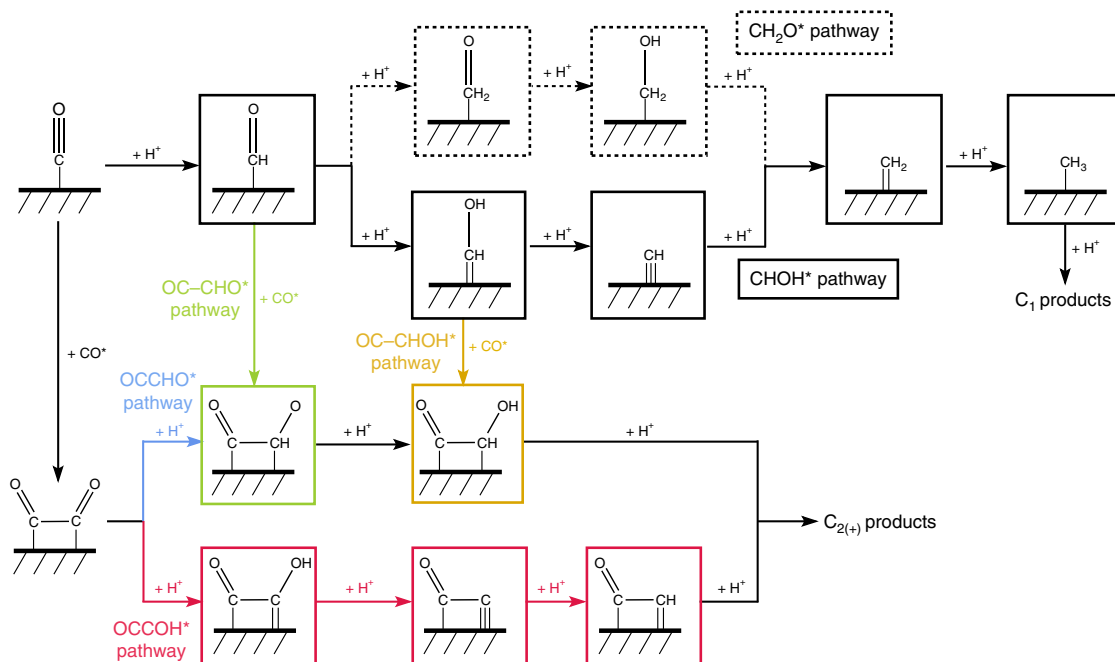 O
C
+ H⁺
O
CH
+ H⁺
O
CH₂
+ H⁺
OH
CH₂
+ H⁺
CH₂O* pathway
+ H⁺
OH
CH
+ H⁺
CH
+ H⁺
CHOH* pathway
CH₂
+ H⁺
CH₃
+ H⁺
C₁ products
+ CO*
OC–CHO*
pathway
+ CO*
OC–CHOH*
pathway
+ CO*
OCCHO*
pathway
+ H⁺
O
O
C
CH
+ H⁺
O
OH
C
CH
+ H⁺
O
O
C
C
C₂₍₊₎ products
+ H⁺
OCCOH*
pathway
O
OH
C
C
+ H⁺
O
C
C
+ H⁺
O
C
CH
+ H⁺